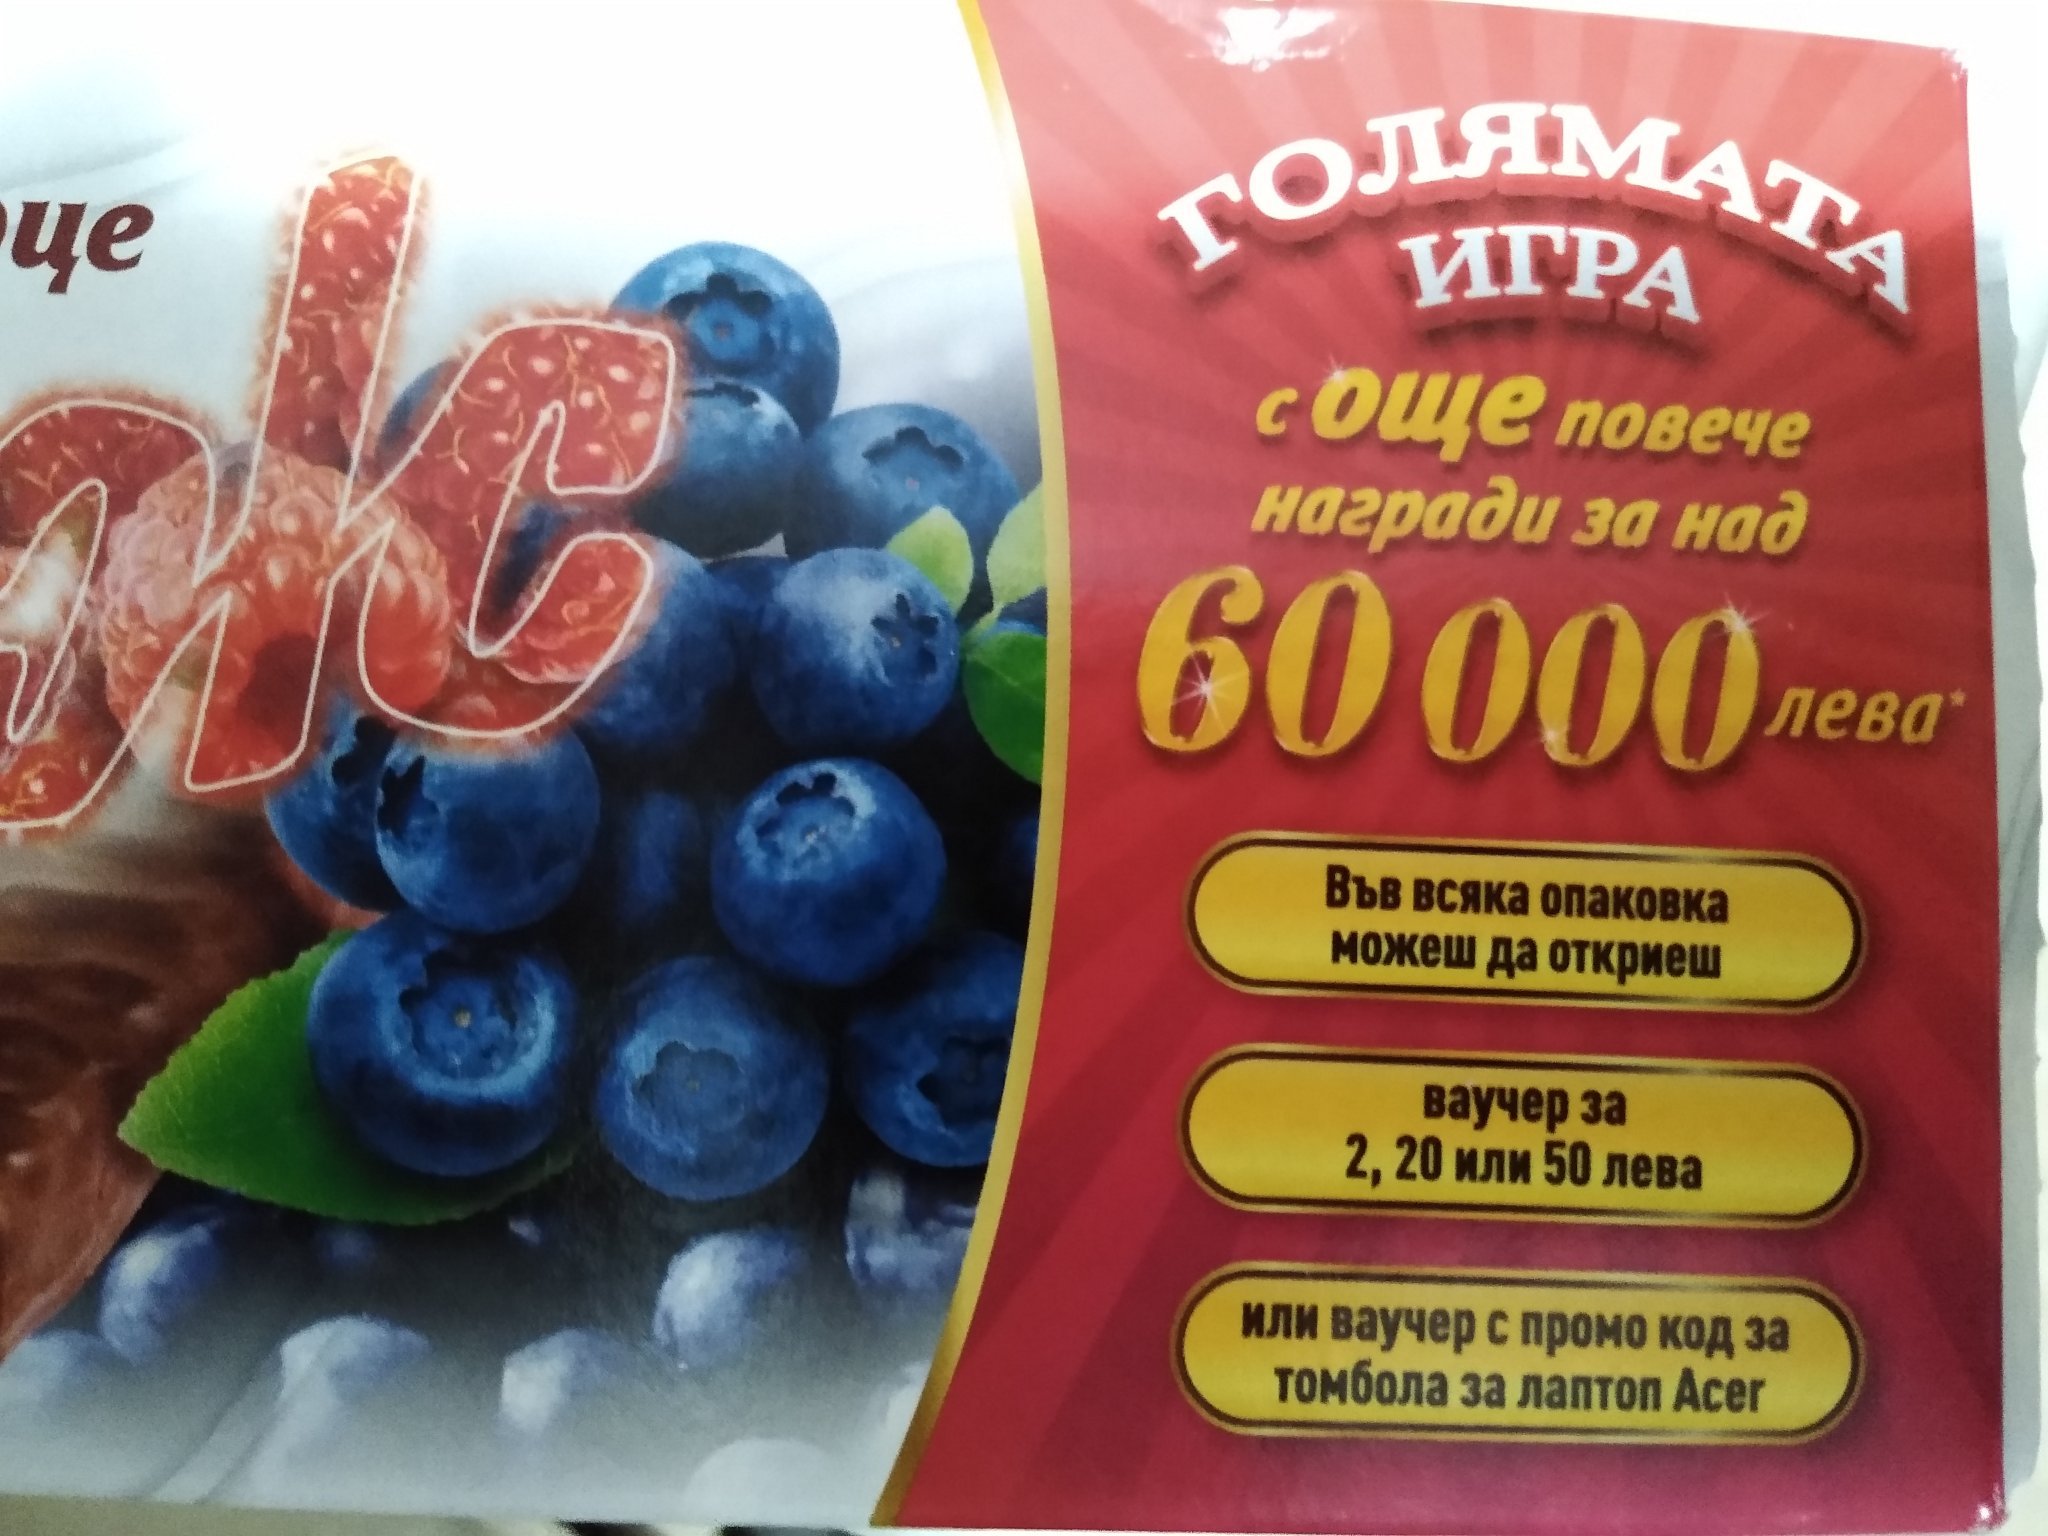 ГОЛЯМАТА
ИГРА
с още повече
награди за над
60 000 лева*
Във всяка опаковка
можеш да откриеш
ваучер за
2, 20 или 50 лева
или ваучер с промо код за
томбола за лаптоп Acer